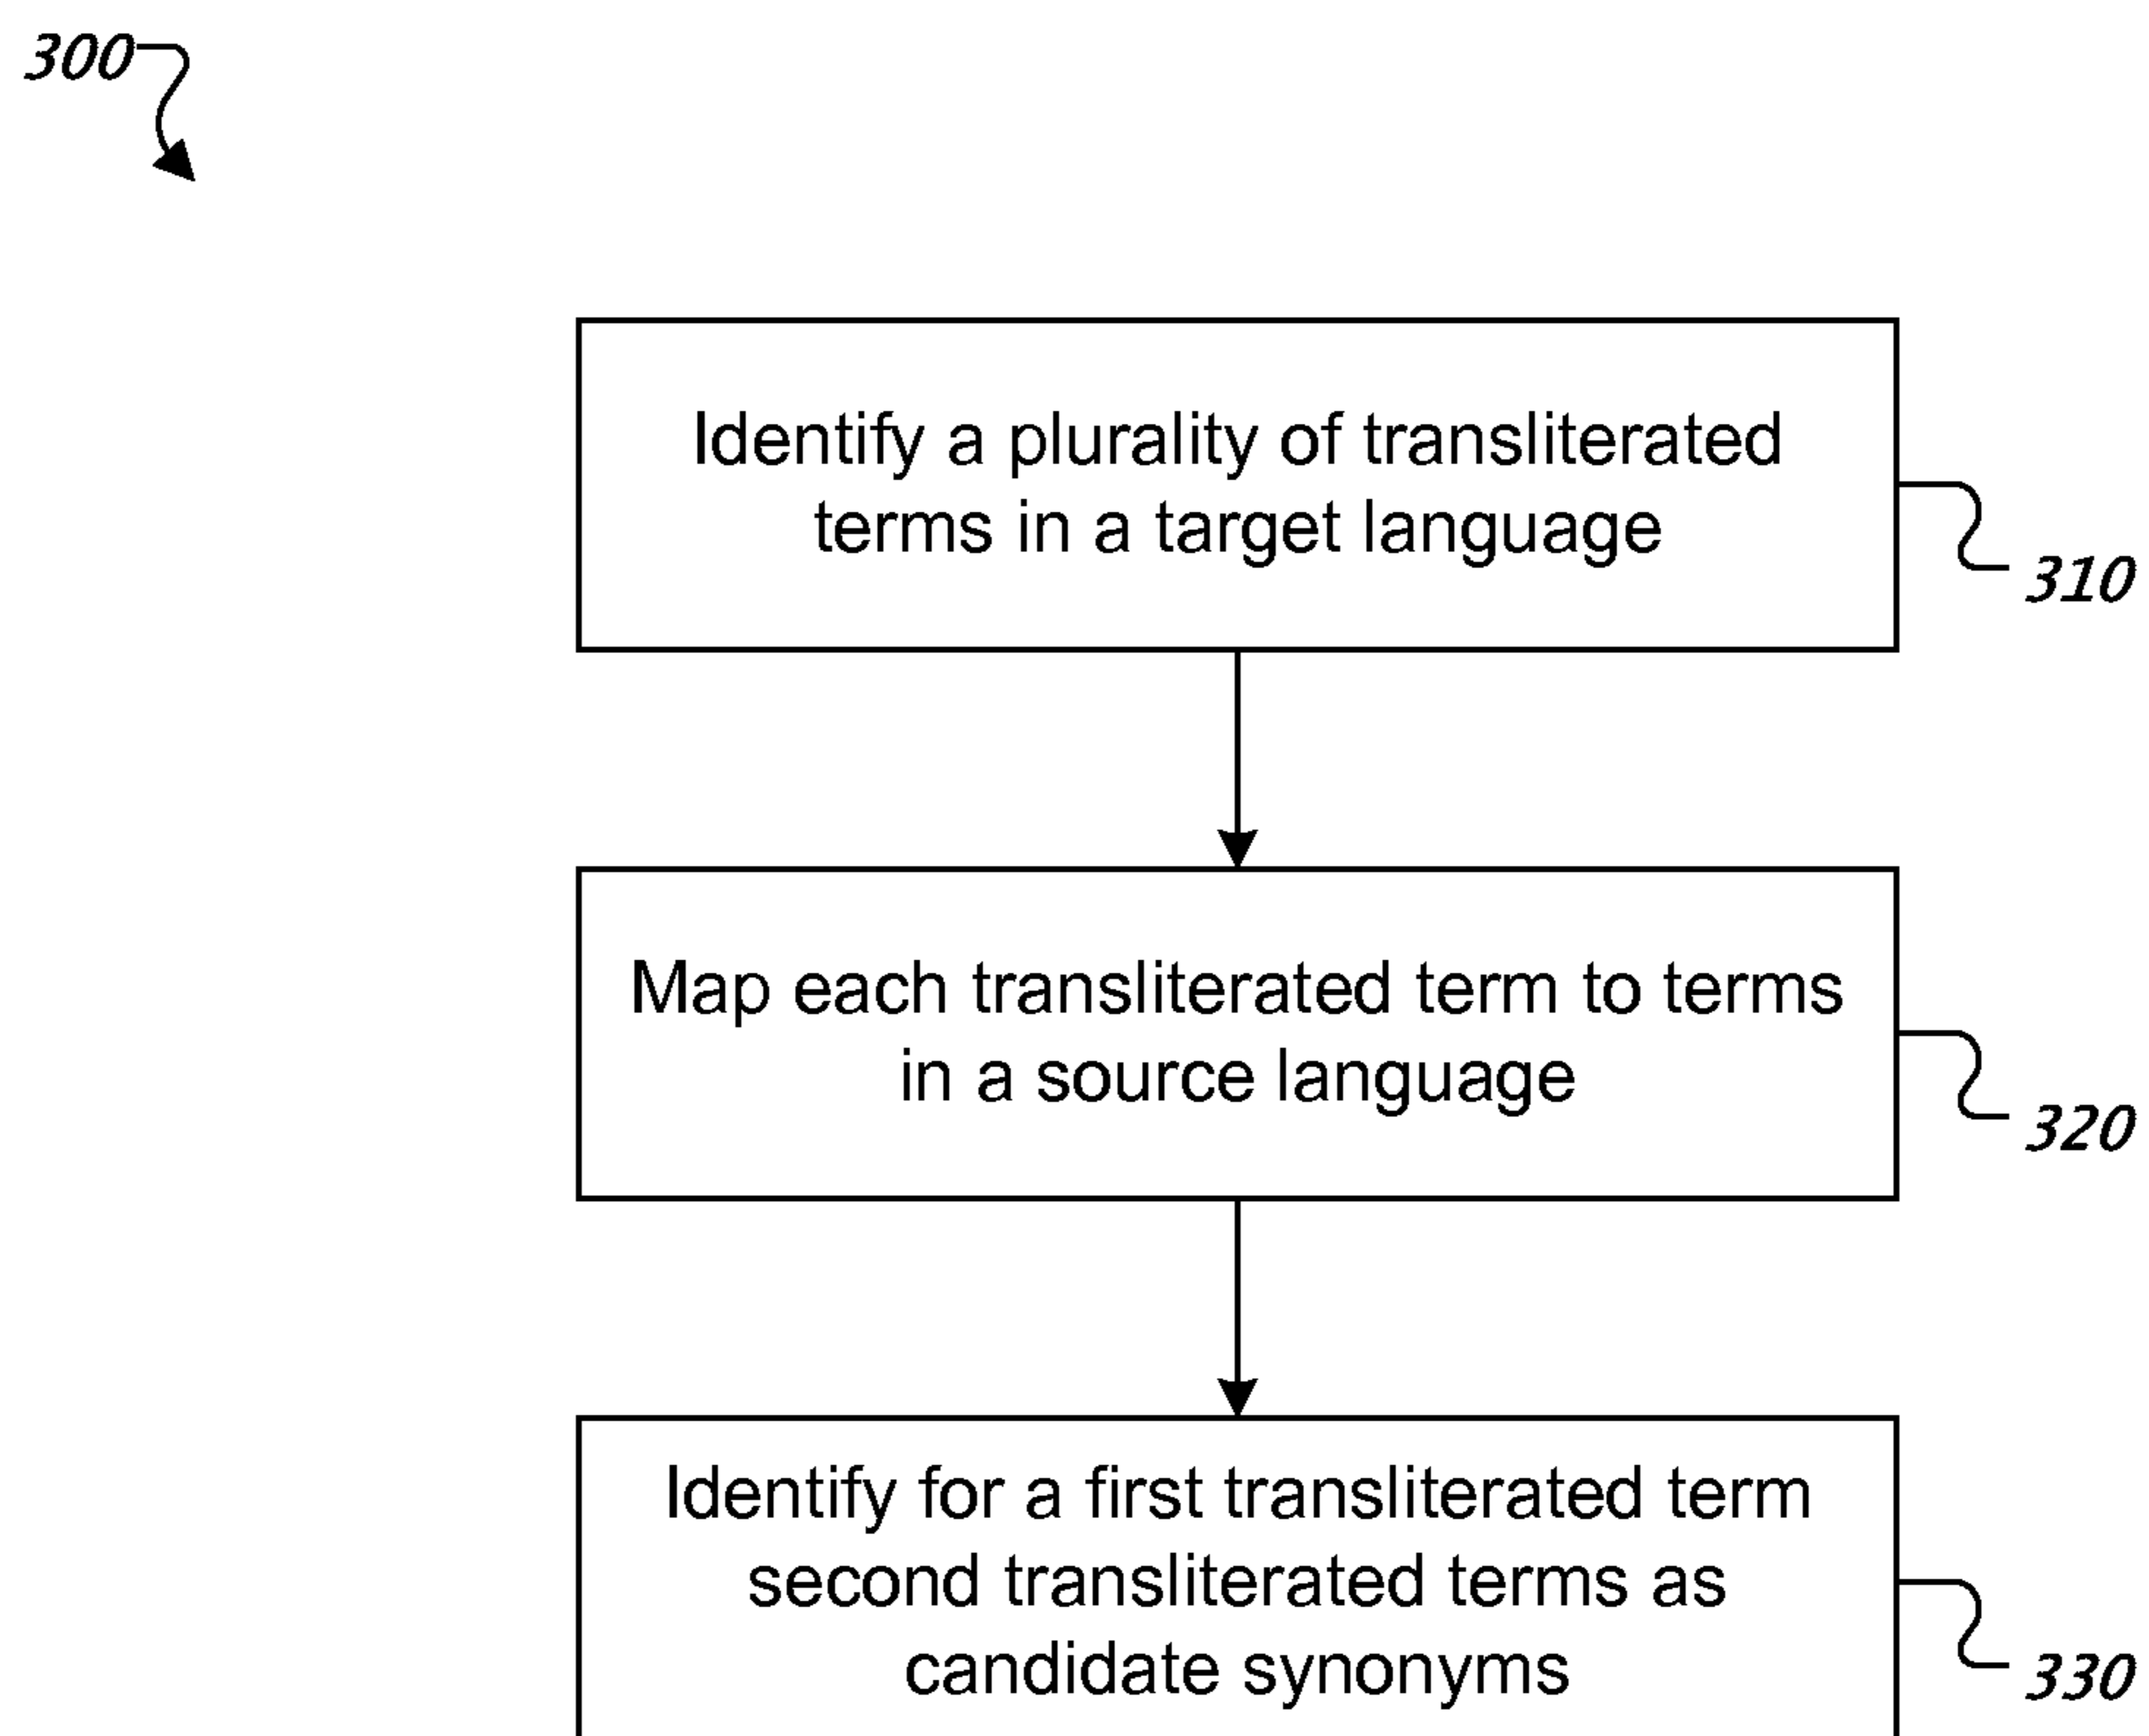 300
Identify a plurality of transliterated
terms in a target language
310
Map each transliterated term to terms
in a source language
320
Identify for a first transliterated term
second transliterated terms as
candidate synonyms
330